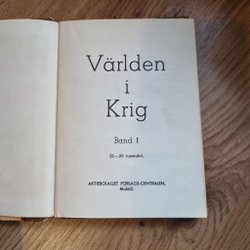 Världen
i
Krig
Band 1
AKTIEBOLAGET FÖRLAGS-CENTRALEN,
Malmö.